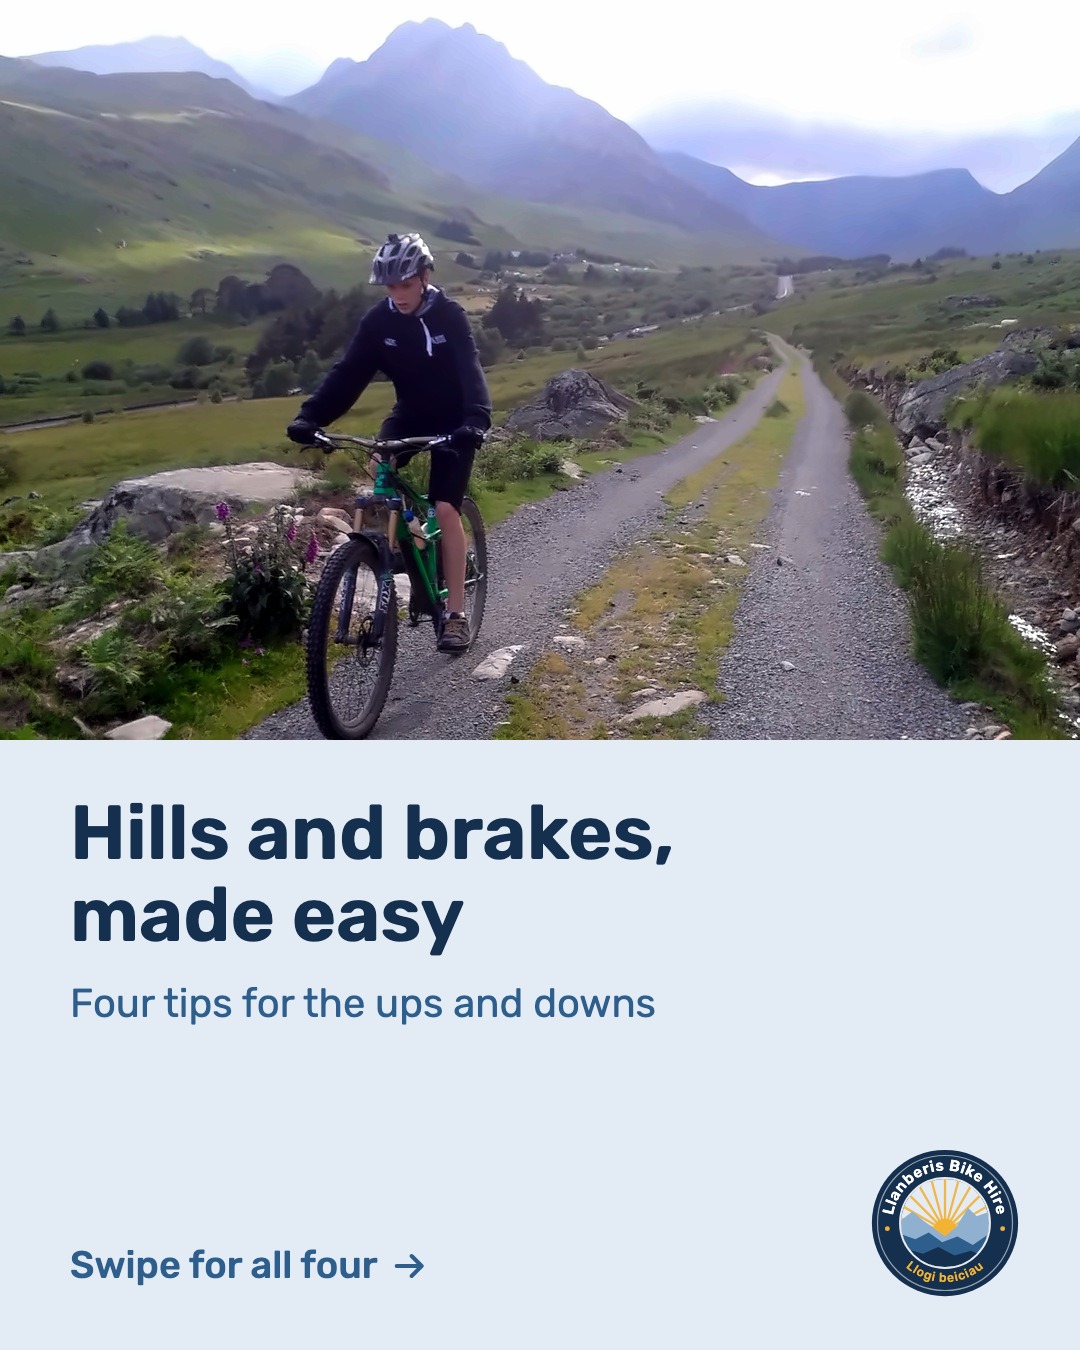 Hills and brakes,
made easy
Four tips for the ups and downs
Swipe for all four →
Llanberis Bike Hire
Llogi beiciau